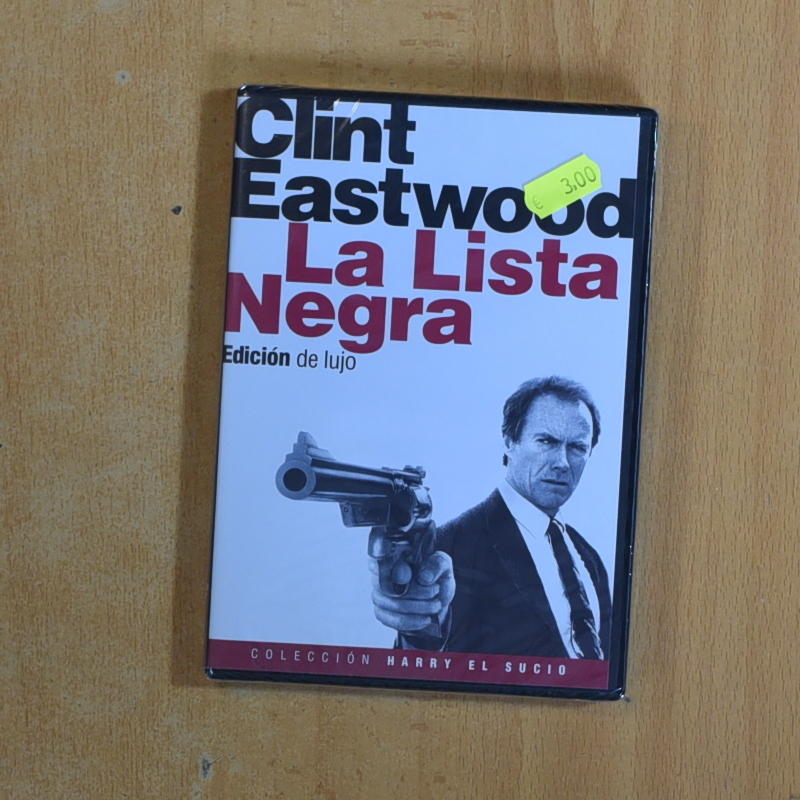 Clint
Eastwood
€ 3,00
La Lista
Negra
Edición de lujo
COLECCIÓN HARRY EL SUCIO